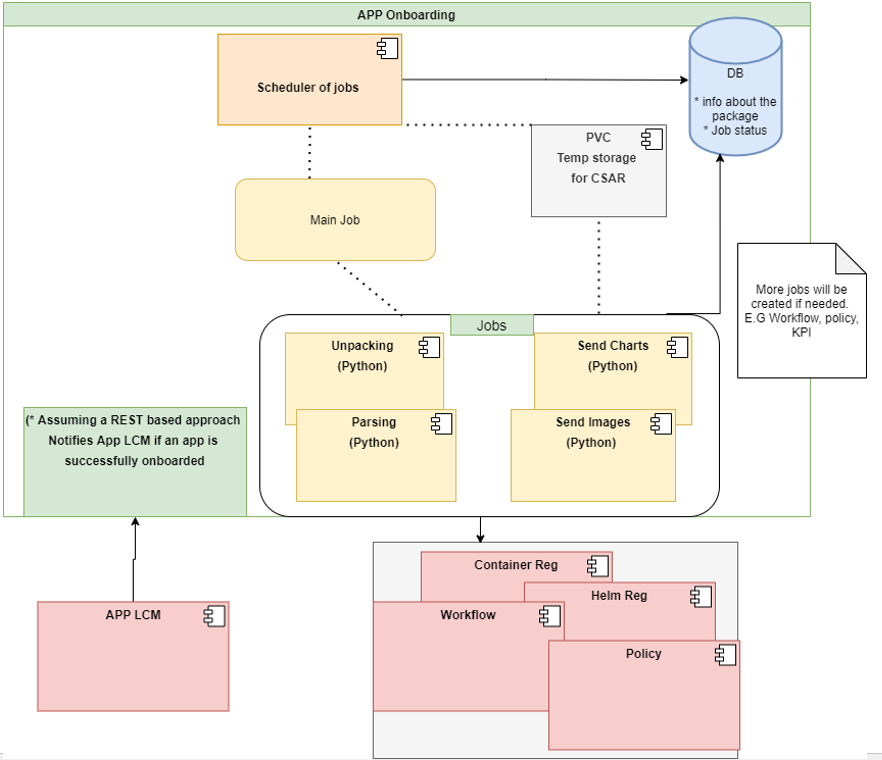 APP Onboarding
Scheduler of jobs
DB
* info about the
package
* Job status
PVC
Temp storage
for CSAR
Main Job
More jobs will be
created if needed.
E.G Workflow, policy,
KPI
Jobs
Unpacking
(Python)
Send Charts
(Python)
Parsing
(Python)
Send Images
(Python)
(* Assuming a REST based approach
Notifies App LCM if an app is
successfully onboarded
Container Reg
Helm Reg
APP LCM
Workflow
Policy